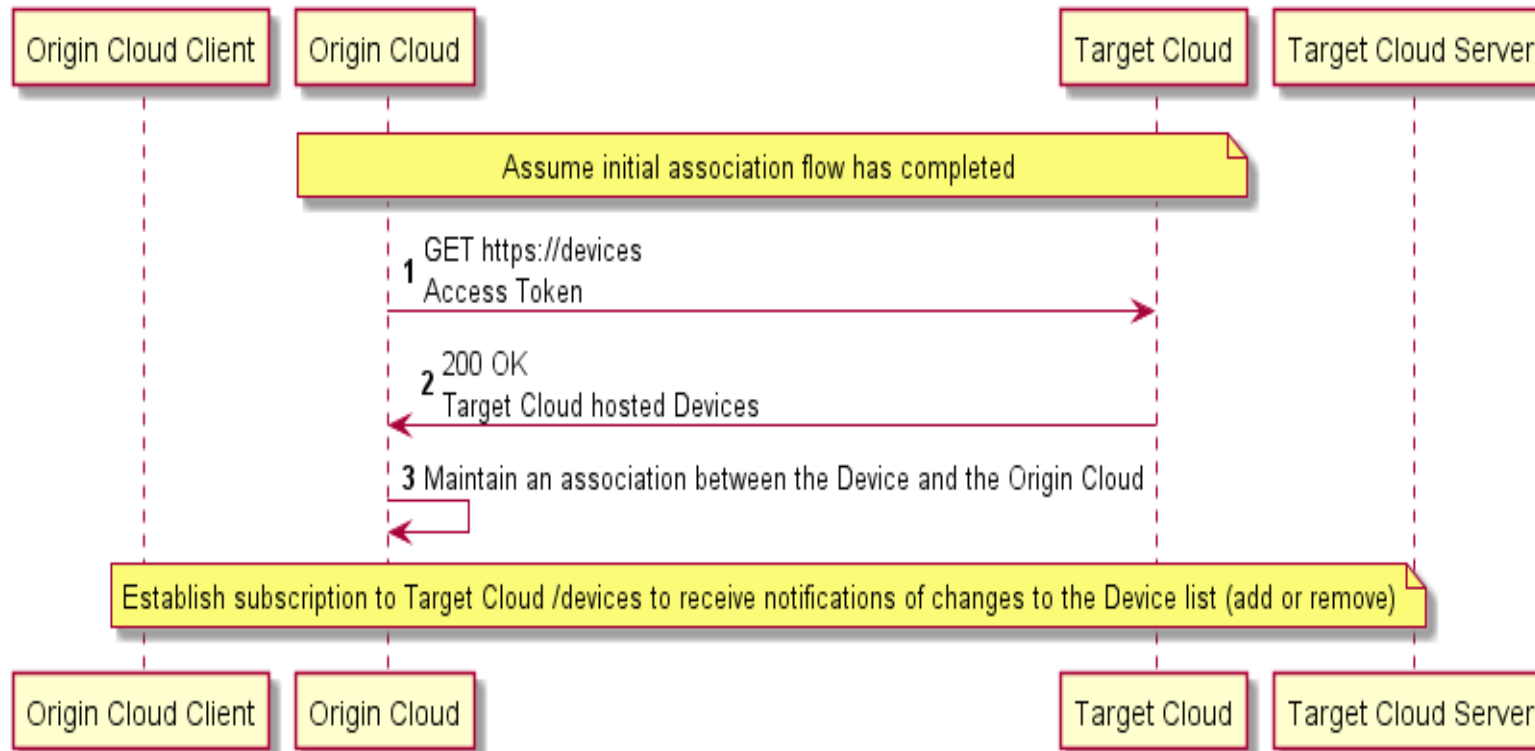 Origin Cloud Client
Origin Cloud
Target Cloud
Target Cloud Server
Assume initial association flow has completed
1
GET https://devices
Access Token
2
200 OK
Target Cloud hosted Devices
3 Maintain an association between the Device and the Origin Cloud
Establish subscription to Target Cloud /devices to receive notifications of changes to the Device list (add or remove)
Origin Cloud Client
Origin Cloud
Target Cloud
Target Cloud Server